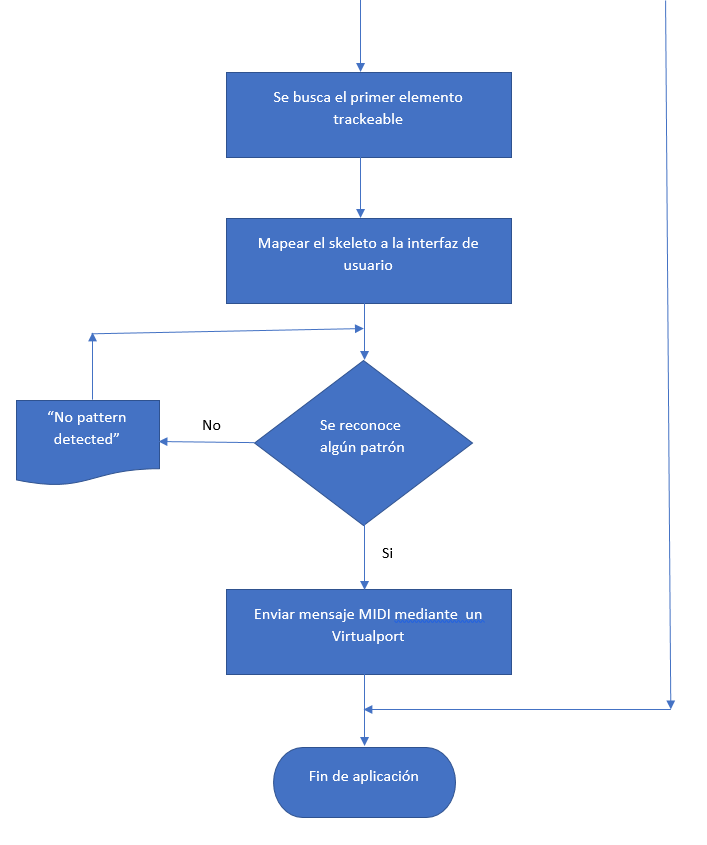 Se busca el primer elemento
trackeable
Mapear el skeleto a la interfaz de
usuario
“No pattern
detected”
No
Se reconoce
algún patrón
Si
Enviar mensaje MIDI mediante  un
Virtualport
Fin de aplicación